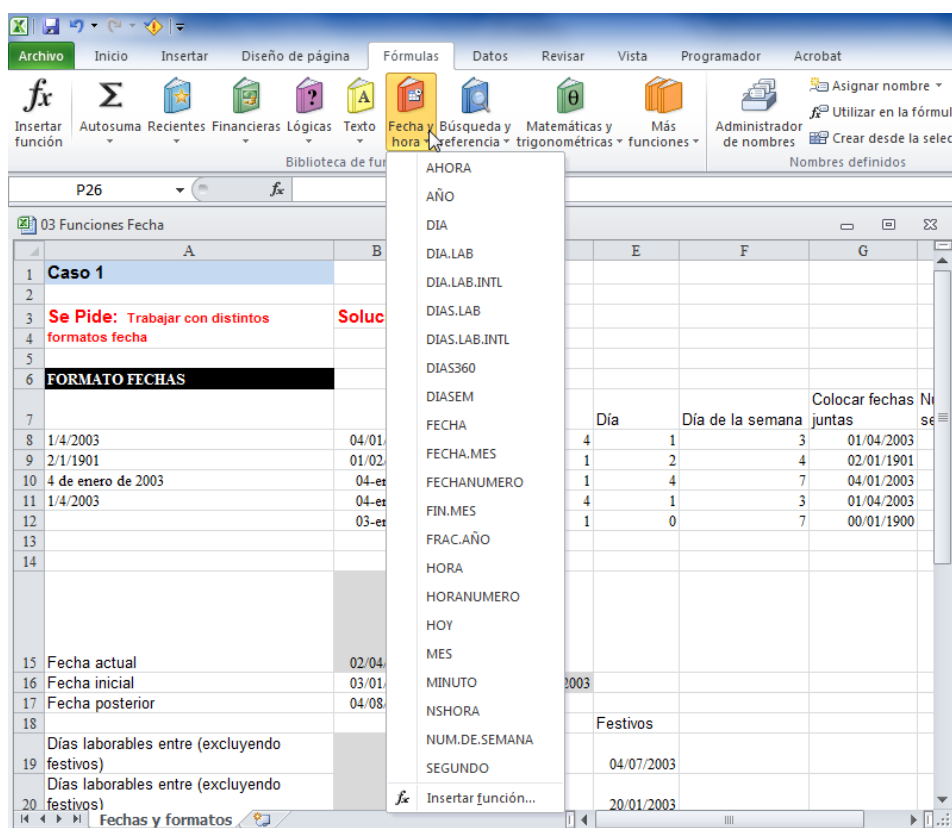 Archivo Inicio Insertar Diseño de página Fórmulas Datos Revisar Vista Programador Acrobat
fx Σ ? A θ
Insertar función
Autosuma
Recientes
Financieras
Lógicas
Texto
Fecha y hora
Búsqueda y referencia
Matemáticas y trigonométricas
Más funciones
Administrador de nombres
Asignar nombre
Utilizar en la fórmul
Crear desde la selec
Biblioteca de fu
Nombres definidos
P26 fx
03 Funciones Fecha
A B E F G
1 Caso 1
2
3 Se Pide: Trabajar con distintos Soluc
4 formatos fecha
5
6 FORMATO FECHAS
Colocar fechas
7 Día Día de la semana juntas
8 1/4/2003 04/01 4 1 3 01/04/2003
9 2/1/1901 01/02 1 2 4 02/01/1901
10 4 de enero de 2003 04-e 1 4 7 04/01/2003
11 1/4/2003 04-e 4 1 3 01/04/2003
12 03-e 1 0 7 00/01/1900
13
14
15 Fecha actual 02/04
16 Fecha inicial 03/01 2003
17 Fecha posterior 04/08
18 Festivos
Días laborables entre (excluyendo
19 festivos) 04/07/2003
Días laborables entre (excluyendo
20 festivos) 20/01/2003
AHORA
AÑO
DIA
DIA.LAB
DIA.LAB.INTL
DIAS.LAB
DIAS.LAB.INTL
DIAS360
DIASEM
FECHA
FECHA.MES
FECHANUMERO
FIN.MES
FRAC.AÑO
HORA
HORANUMERO
HOY
MES
MINUTO
NSHORA
NUM.DE.SEMANA
SEGUNDO
fx Insertar función...
Fechas y formatos